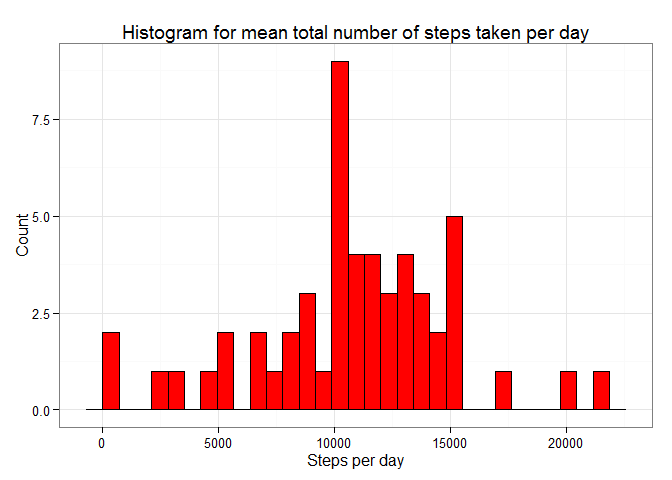 Histogram for mean total number of steps taken per day
Count
7.5
5.0
2.5
0.0
0 5000 10000 15000 20000
Steps per day